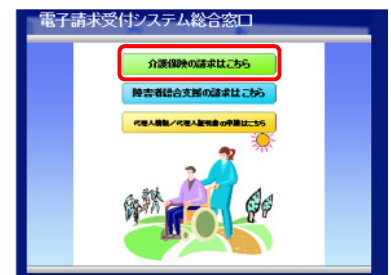 電子請求受付システム総合窓口
介護保険の請求はこちら
障害者総合支援の請求はこちら
代理人情報／代理人証明書の申請はこちら